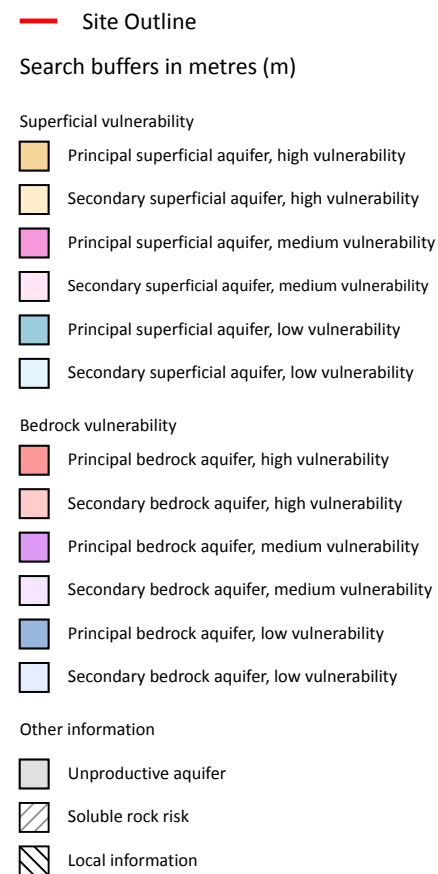 Site Outline
Search buffers in metres (m)
Superficial vulnerability
Principal superficial aquifer, high vulnerability
Secondary superficial aquifer, high vulnerability
Principal superficial aquifer, medium vulnerability
Secondary superficial aquifer, medium vulnerability
Principal superficial aquifer, low vulnerability
Secondary superficial aquifer, low vulnerability
Bedrock vulnerability
Principal bedrock aquifer, high vulnerability
Secondary bedrock aquifer, high vulnerability
Principal bedrock aquifer, medium vulnerability
Secondary bedrock aquifer, medium vulnerability
Principal bedrock aquifer, low vulnerability
Secondary bedrock aquifer, low vulnerability
Other information
Unproductive aquifer
Soluble rock risk
Local information